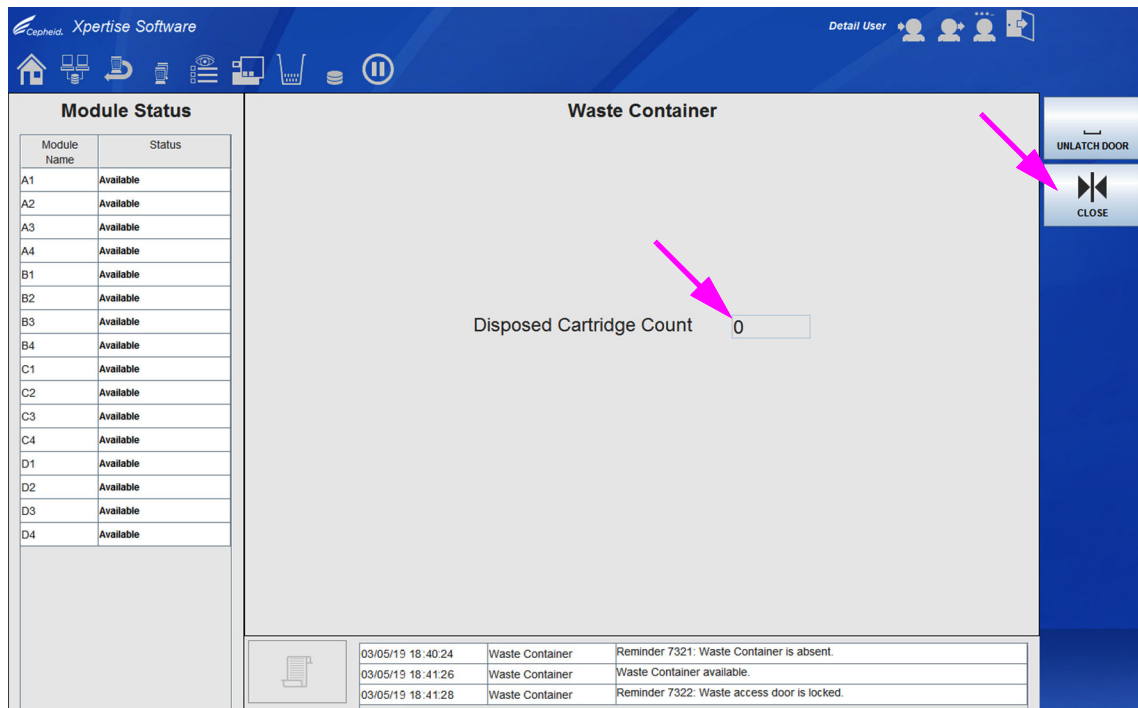 Cepheid. Xpertise Software
Detail User
Module Status
Module Name Status
A1 Available
A2 Available
A3 Available
A4 Available
B1 Available
B2 Available
B3 Available
B4 Available
C1 Available
C2 Available
C3 Available
C4 Available
D1 Available
D2 Available
D3 Available
D4 Available
Waste Container
Disposed Cartridge Count 0
03/05/19 18:40:24 Waste Container Reminder 7321: Waste Container is absent.
03/05/19 18:41:26 Waste Container Waste Container available.
03/05/19 18:41:28 Waste Container Reminder 7322: Waste access door is locked.
UNLATCH DOOR
CLOSE